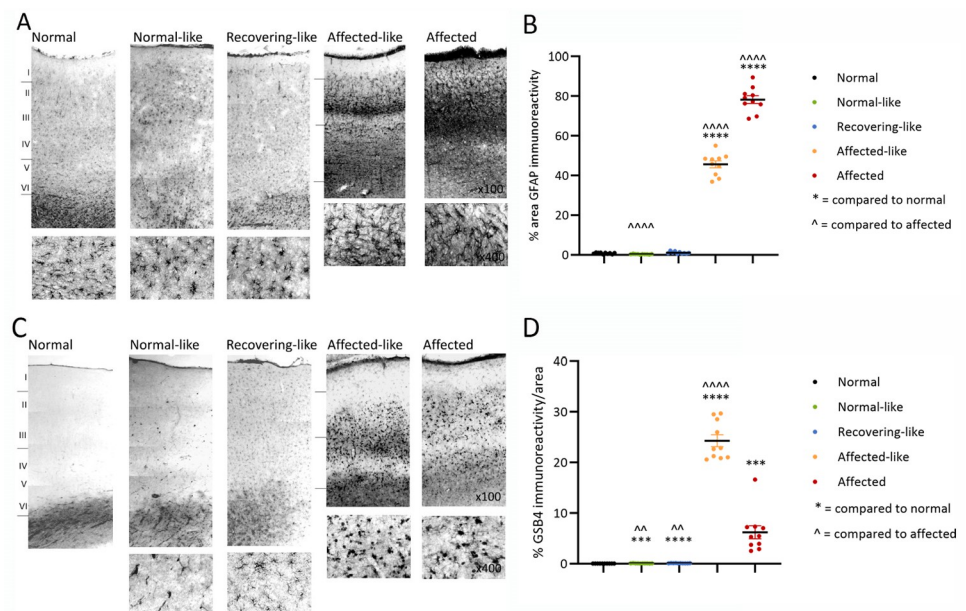 A
Normal
Normal-like
Recovering-like
Affected-like
Affected
I
II
III
IV
V
VI
x100
x400
B
% area GFAP immunoreactivity
100
80
60
40
20
0
^^^^
^^^^
****
^^^^
****
Normal
Normal-like
Recovering-like
Affected-like
Affected
* = compared to normal
^ = compared to affected
C
Normal
Normal-like
Recovering-like
Affected-like
Affected
I
II
III
IV
V
VI
x100
x400
D
% GSB4 immunoreactivity/area
40
30
20
10
0
^^
***
^^
****
^^^^
****
***
Normal
Normal-like
Recovering-like
Affected-like
Affected
* = compared to normal
^ = compared to affected